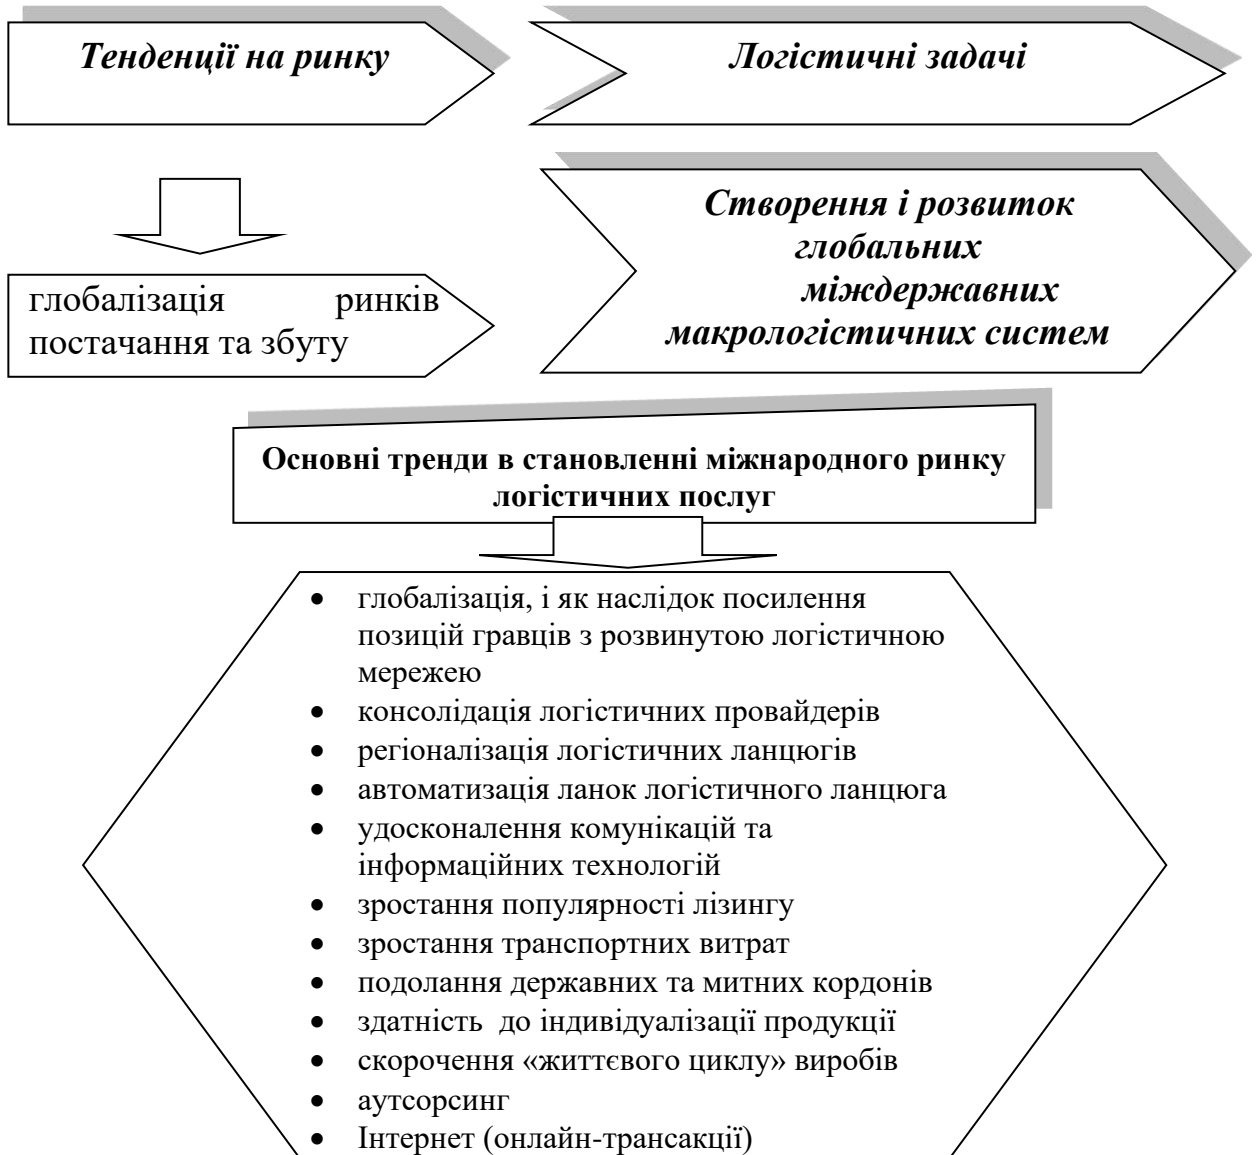 Тенденції на ринку
Логістичні задачі
Створення і розвиток
глобальних
міждержавних
макрологістичних систем
глобалізація ринків
постачання та збуту
Основні тренди в становленні міжнародного ринку
логістичних послуг
• глобалізація, і як наслідок посилення
позицій гравців з розвинутою логістичною
мережею
• консолідація логістичних провайдерів
• регіоналізація логістичних ланцюгів
• автоматизація ланок логістичного ланцюга
• удосконалення комунікацій та
інформаційних технологій
• зростання популярності лізингу
• зростання транспортних витрат
• подолання державних та митних кордонів
• здатність до індивідуалізації продукції
• скорочення «життєвого циклу» виробів
• аутсорсинг
• Інтернет (онлайн-трансакції)